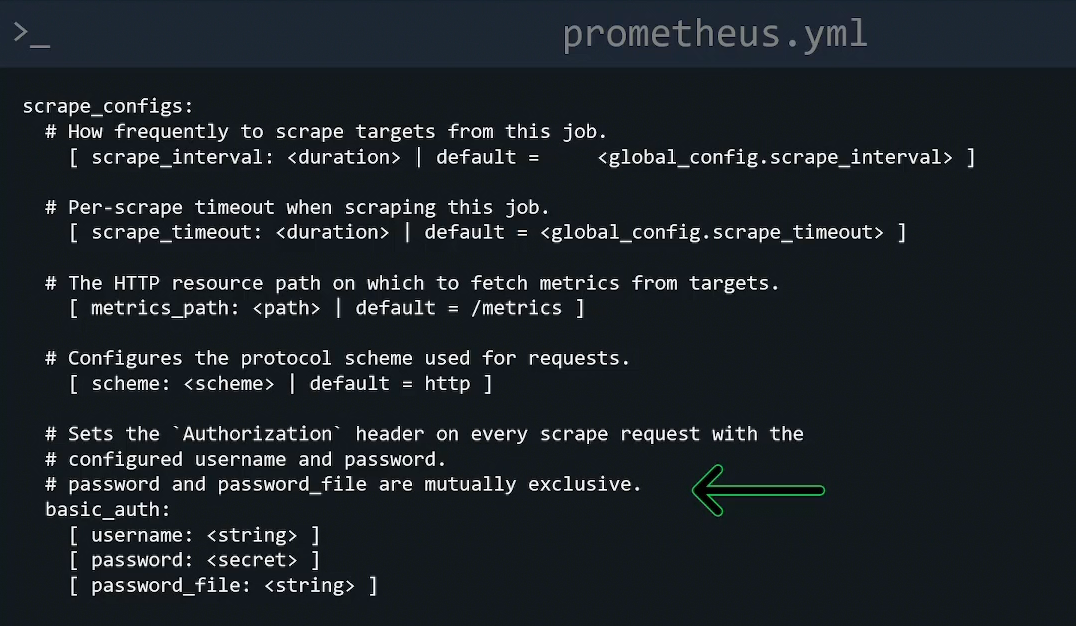 >_ prometheus.yml
scrape_configs:
# How frequently to scrape targets from this job.
[ scrape_interval: <duration> | default = <global_config.scrape_interval> ]
# Per-scrape timeout when scraping this job.
[ scrape_timeout: <duration> | default = <global_config.scrape_timeout> ]
# The HTTP resource path on which to fetch metrics from targets.
[ metrics_path: <path> | default = /metrics ]
# Configures the protocol scheme used for requests.
[ scheme: <scheme> | default = http ]
# Sets the `Authorization` header on every scrape request with the
# configured username and password.
# password and password_file are mutually exclusive.
basic_auth:
[ username: <string> ]
[ password: <secret> ]
[ password_file: <string> ]